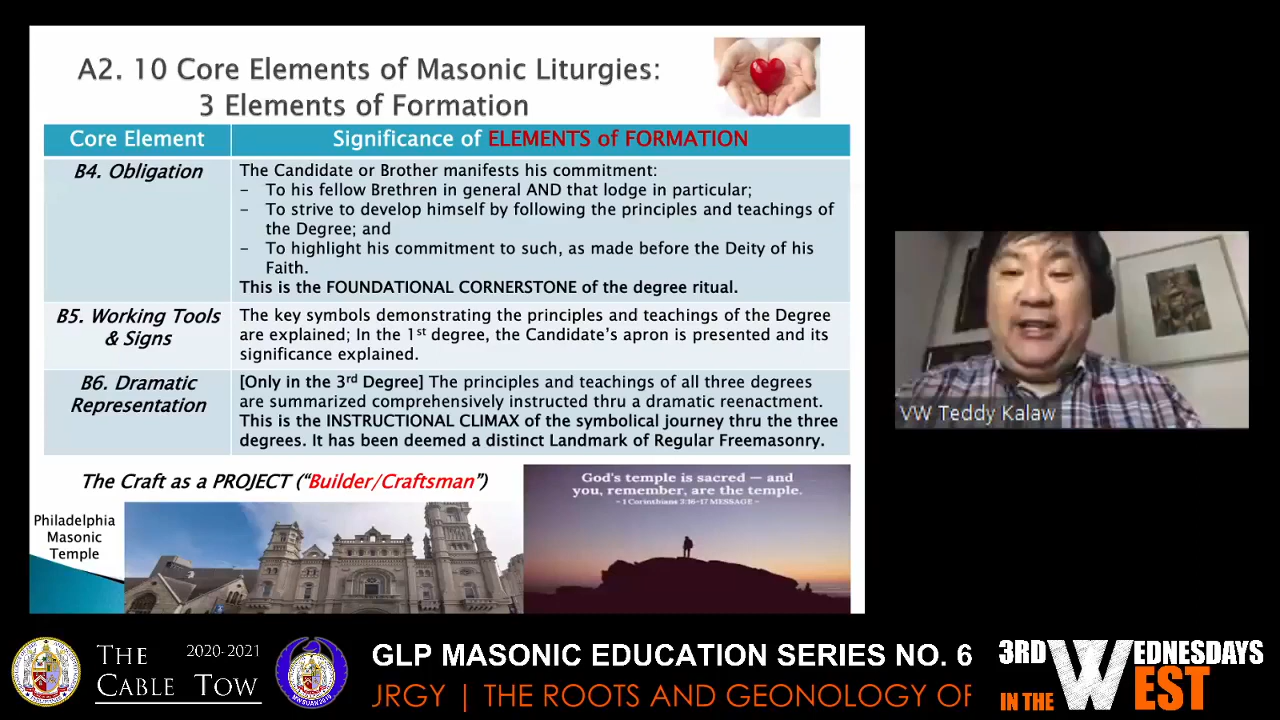 A2. 10 Core Elements of Masonic Liturgies:
3 Elements of Formation
Core Element
Significance of ELEMENTS of FORMATION
B4. Obligation
The Candidate or Brother manifests his commitment:
– To his fellow Brethren in general AND that lodge in particular;
– To strive to develop himself by following the principles and teachings of
the Degree; and
– To highlight his commitment to such, as made before the Deity of his
Faith.
This is the FOUNDATIONAL CORNERSTONE of the degree ritual.
B5. Working Tools
& Signs
The key symbols demonstrating the principles and teachings of the Degree
are explained; In the 1st degree, the Candidate's apron is presented and its
significance explained.
B6. Dramatic
Representation
[Only in the 3rd Degree] The principles and teachings of all three degrees
are summarized comprehensively instructed thru a dramatic reenactment.
This is the INSTRUCTIONAL CLIMAX of the symbolical journey thru the three
degrees. It has been deemed a distinct Landmark of Regular Freemasonry.
The Craft as a PROJECT ("Builder/Craftsman")
Philadelphia
Masonic
Temple
God's temple is sacred — and
you, remember, are the temple.
~ 1 Corinthians 3:16-17 MESSAGE ~
VW Teddy Kalaw
THE
CABLE TOW
2020-2021
GLP MASONIC EDUCATION SERIES NO. 6
JRGY | THE ROOTS AND GEONOLOGY OF
3RD WEDNESDAYS
IN THE WEST